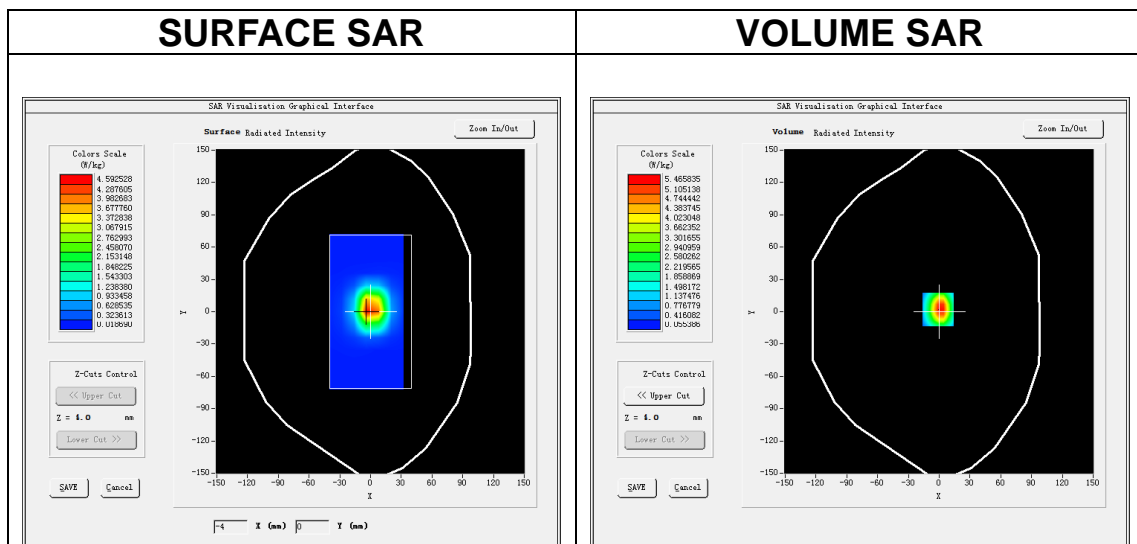 SURFACE SAR
VOLUME SAR
SAR Visualisation Graphical Interface
Surface Radiated Intensity
Zoom In/Out
Colors Scale
(W/kg)
4.592528
4.287605
3.982683
3.677760
3.372838
3.067915
2.762993
2.458070
2.153148
1.848225
1.543303
1.238380
0.933458
0.628535
0.323613
0.018690
150
120
90
60
30
0
-30
-60
-90
-120
-150
Y
-150 -120 -90 -60 -30 0 30 60 90 120 150
X
Z-Cuts Control
<< Upper Cut
Z = 4.0 mm
Lower Cut >>
SAVE Cancel
-4 X (mm) 0 Y (mm)
SAR Visualisation Graphical Interface
Volume Radiated Intensity
Zoom In/Out
Colors Scale
(W/kg)
5.465835
5.105138
4.744442
4.383745
4.023048
3.662352
3.301655
2.940959
2.580262
2.219565
1.858869
1.498172
1.137476
0.776779
0.416082
0.055386
150
120
90
60
30
0
-30
-60
-90
-120
-150
Y
-150 -120 -90 -60 -30 0 30 60 90 120 150
X
Z-Cuts Control
<< Upper Cut
Z = 4.0 mm
Lower Cut >>
SAVE Cancel